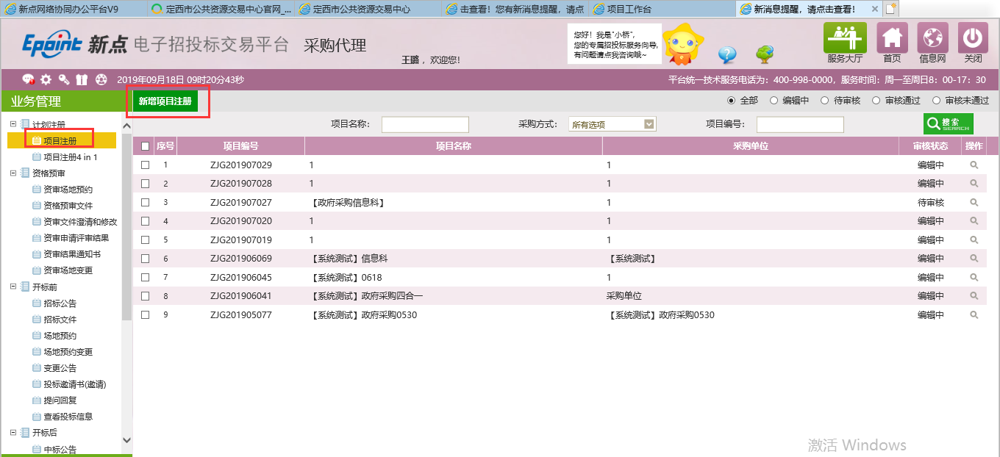 新点网络协同办公平台V9
定西市公共资源交易中心官网_...
定西市公共资源交易中心
击查看！您有新消息提醒，请点
项目工作台
新消息提醒，请点击查看！
Epoint 新点 电子招投标交易平台 采购代理
王璐 ，欢迎您!
您好！我是"小桥"，
您的专属招投标服务向导,
有问题请点我咨询哦~
服务大厅 首页 信息网 关闭
2019年09月18日 09时20分43秒
平台统一技术服务电话为：400-998-0000，服务时间：周一至周日8：00-17：30
业务管理
新增项目注册
全部 编辑中 待审核 审核通过 审核未通过
项目名称： 采购方式： 所有选项 项目编号： 搜索 SEARCH
计划注册
项目注册
项目注册4 in 1
资格预审
资审场地预约
资格预审文件
资审文件澄清和修改
资审申请评审结果
资审结果通知书
资审场地变更
开标前
招标公告
招标文件
场地预约
场地预约变更
变更公告
投标邀请书(邀请)
提问回复
查看投标信息
开标后
中标公告
序号 项目编号 项目名称 采购单位 审核状态 操作
1 ZJG201907029 1 1 编辑中
2 ZJG201907028 1 1 编辑中
3 ZJG201907027 【政府采购信息科】 1 待审核
4 ZJG201907020 1 1 编辑中
5 ZJG201907019 1 1 编辑中
6 ZJG201906069 【系统测试】信息科 【系统测试】 编辑中
7 ZJG201906045 【系统测试】0618 1 编辑中
8 ZJG201906041 【系统测试】政府采购四合一 采购单位 编辑中
9 ZJG201905077 【系统测试】政府采购0530 【系统测试】政府采购0530 编辑中
激活 Windows